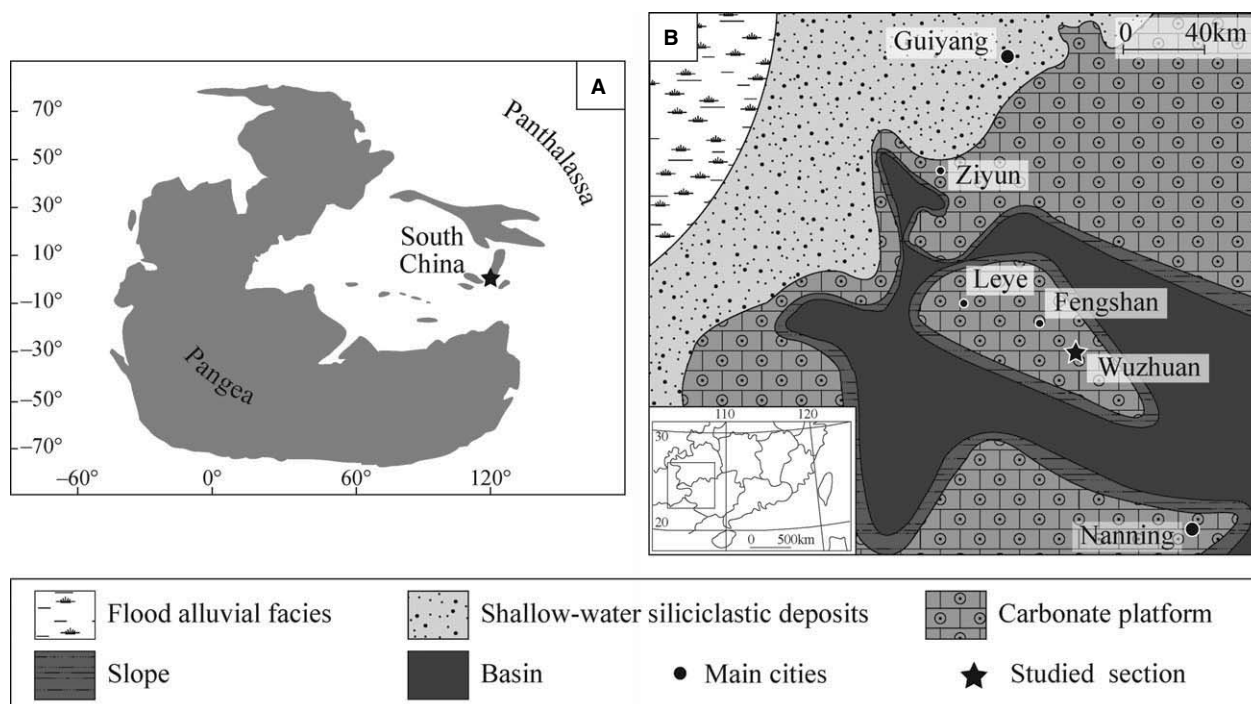 A
70°
50°
30°
10°
−10°
−30°
−50°
−70°
−60°
0°
60°
120°
Panthalassa
South
China
Pangea
B
0 40km
Guiyang
Ziyun
Leye
Fengshan
Wuzhuan
Nanning
110 120
30
20
0 500km
Flood alluvial facies
Shallow-water siliciclastic deposits
Carbonate platform
Slope
Basin
Main cities
Studied section